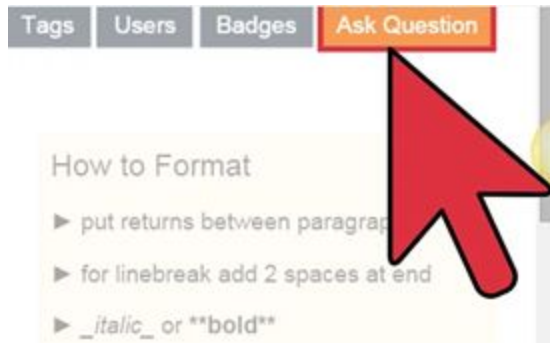 Tags Users Badges Ask Question
How to Format
► put returns between paragrap
► for linebreak add 2 spaces at end
► _italic_ or **bold**